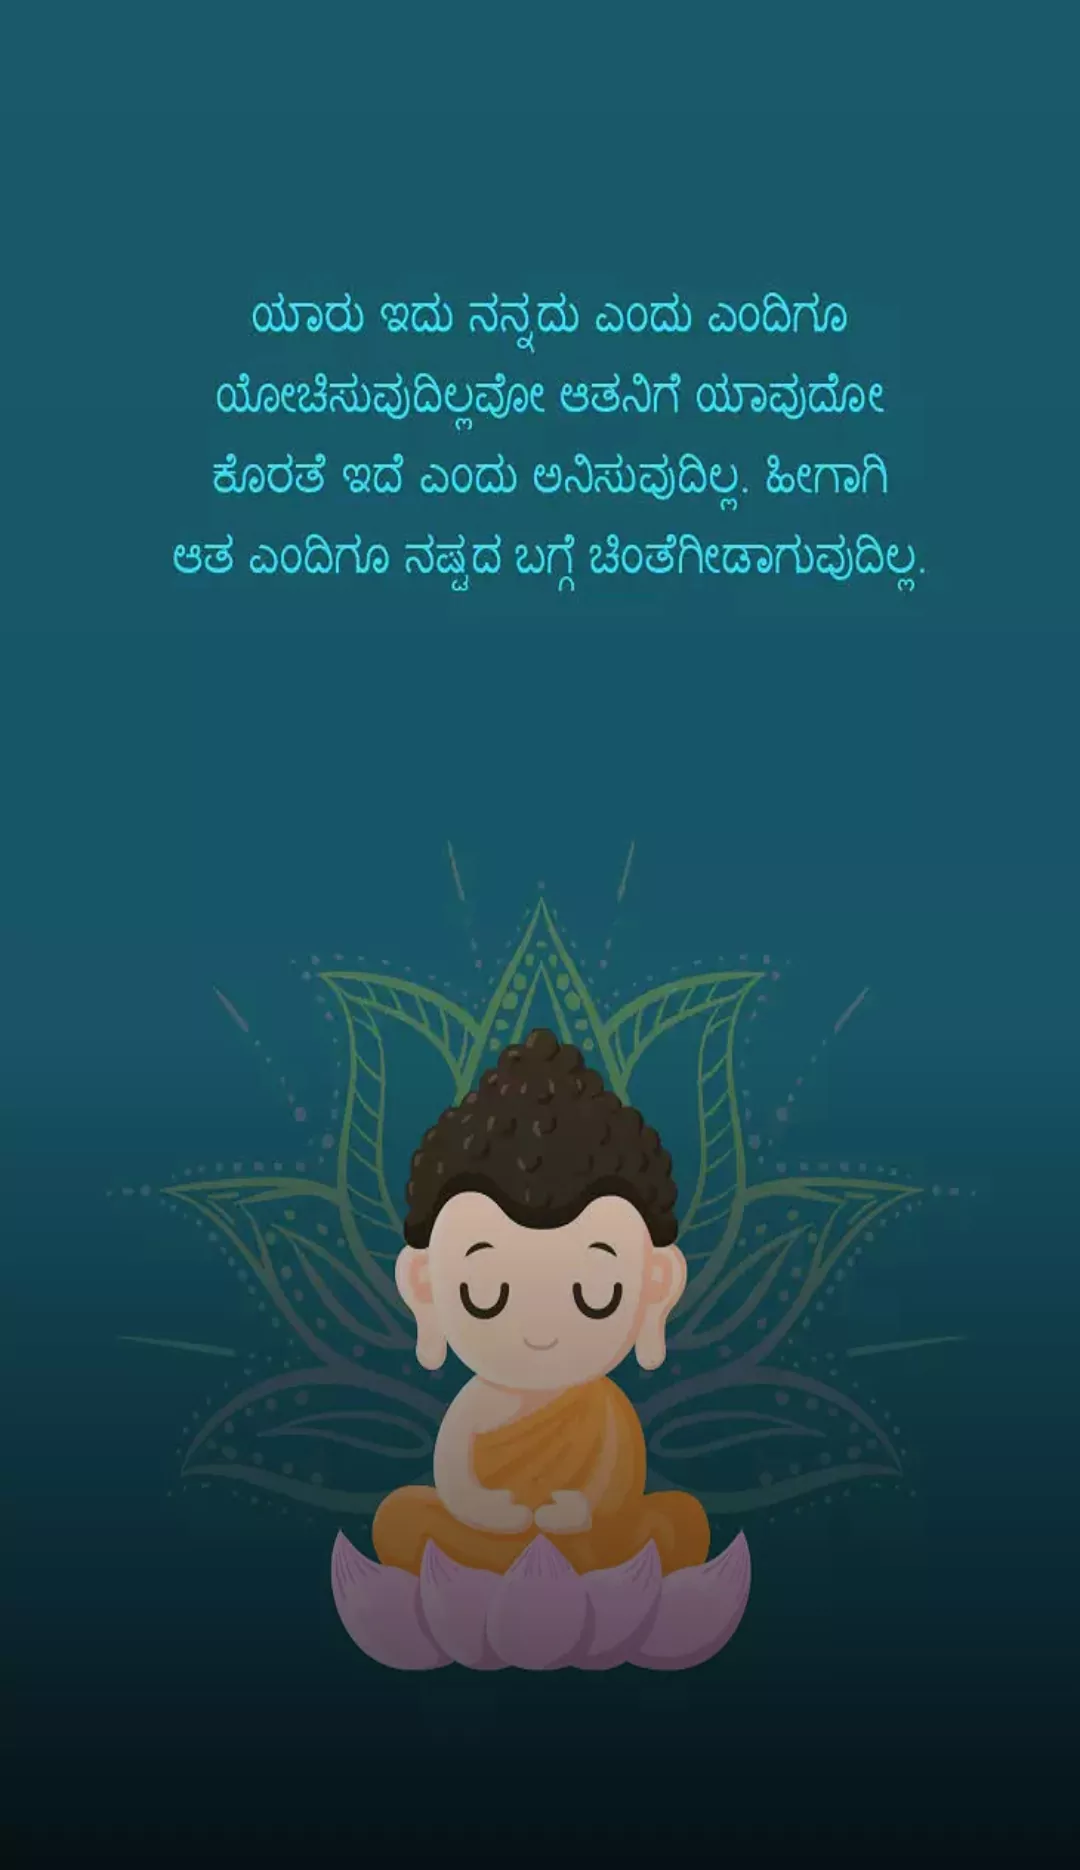 ಯಾರು ಇದು ನನ್ನದು ಎಂದು ಎಂದಿಗೂ
ಯೋಚಿಸುವುದಿಲ್ಲವೋ ಆತನಿಗೆ ಯಾವುದೋ
ಕೊರತೆ ಇದೆ ಎಂದು ಅನಿಸುವುದಿಲ್ಲ. ಹೀಗಾಗಿ
ಆತ ಎಂದಿಗೂ ನಷ್ಟದ ಬಗ್ಗೆ ಚಿಂತೆಗೀಡಾಗುವುದಿಲ್ಲ.